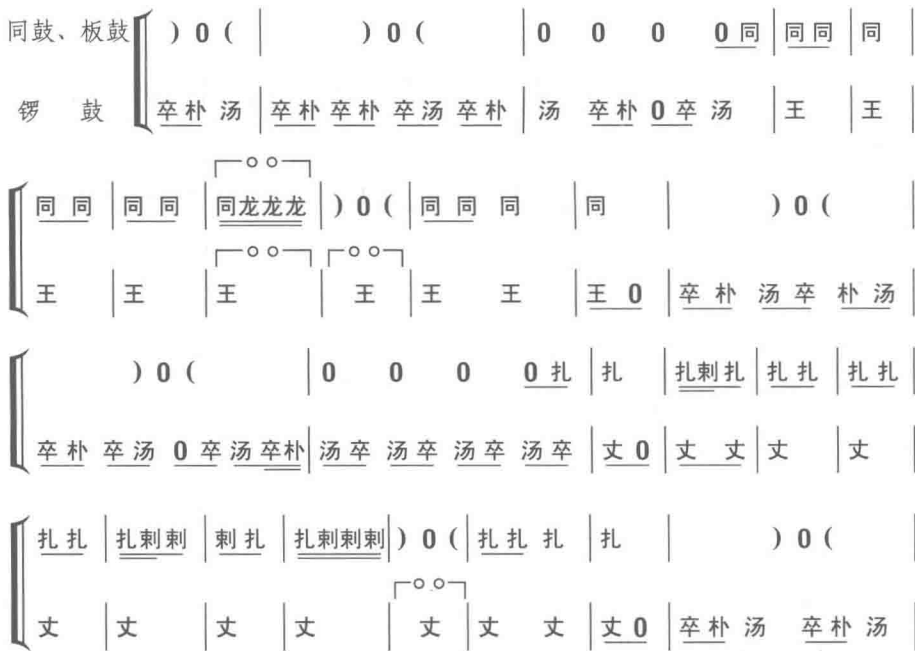 同鼓、板鼓 ) 0 ( | ) 0 ( | 0 0 0 0 同 | 同 同 | 同 |
锣 鼓 卒 朴 汤 | 卒 朴 卒 朴 卒 汤 卒 朴 | 汤 卒 朴 0 卒 汤 | 王 | 王 |
同 同 | 同 同 | 同龙龙龙 | ) 0 ( | 同 同 同 | 同 | ) 0 ( |
王 | 王 | 王 | 王 | 王 王 | 王 0 | 卒 朴 汤 卒 朴 汤 |
) 0 ( | 0 0 0 0 扎 | 扎 | 扎刺 扎 | 扎 扎 | 扎 扎 |
卒 朴 卒 汤 0 卒 汤 卒朴 | 汤 卒 汤 卒 汤 卒 汤 卒 | 丈 0 | 丈 丈 | 丈 | 丈 |
扎 扎 | 扎刺 刺 | 刺 扎 | 扎刺刺刺 | ) 0 ( | 扎 扎 扎 | 扎 | ) 0 ( |
丈 | 丈 | 丈 | 丈 | 丈 | 丈 丈 | 丈 0 | 卒 朴 汤 卒 朴 汤 |